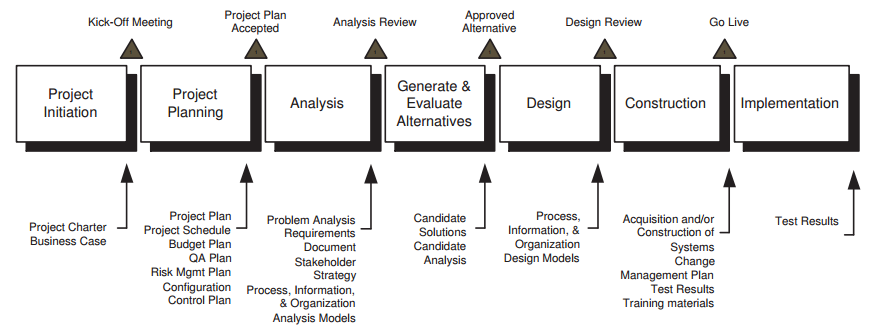 Kick-Off Meeting
Project Plan
Accepted
Analysis Review
Approved
Alternative
Design Review
Go Live
Project
Initiation
Project
Planning
Analysis
Generate &
Evaluate
Alternatives
Design
Construction
Implementation
Project Charter
Business Case
Project Plan
Project Schedule
Budget Plan
QA Plan
Risk Mgmt Plan
Configuration
Control Plan
Problem Analysis
Requirements
Document
Stakeholder
Strategy
Process, Information,
& Organization
Analysis Models
Candidate
Solutions
Candidate
Analysis
Process,
Information, &
Organization
Design Models
Acquisition and/or
Construction of
Systems
Change
Management Plan
Test Results
Training materials
Test Results